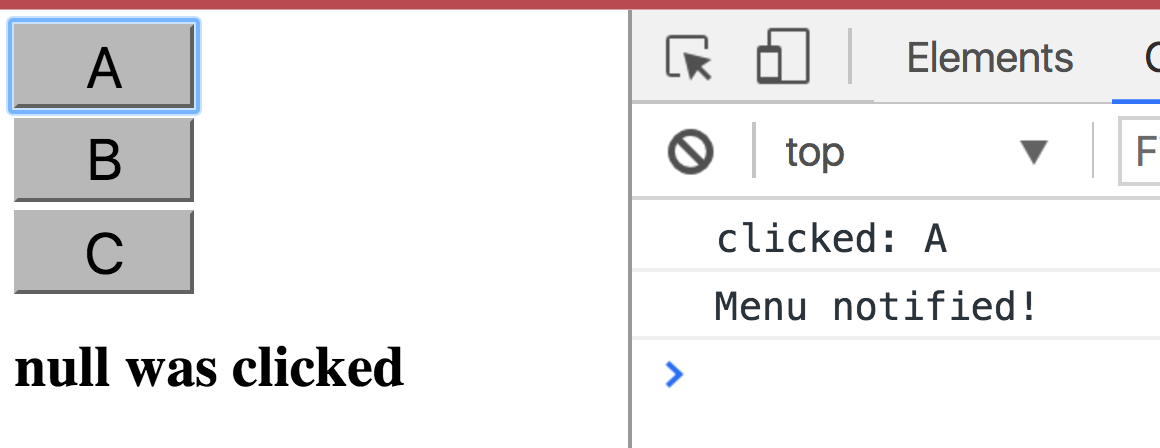 A
B
C
null was clicked
Elements
top
clicked: A
Menu notified!